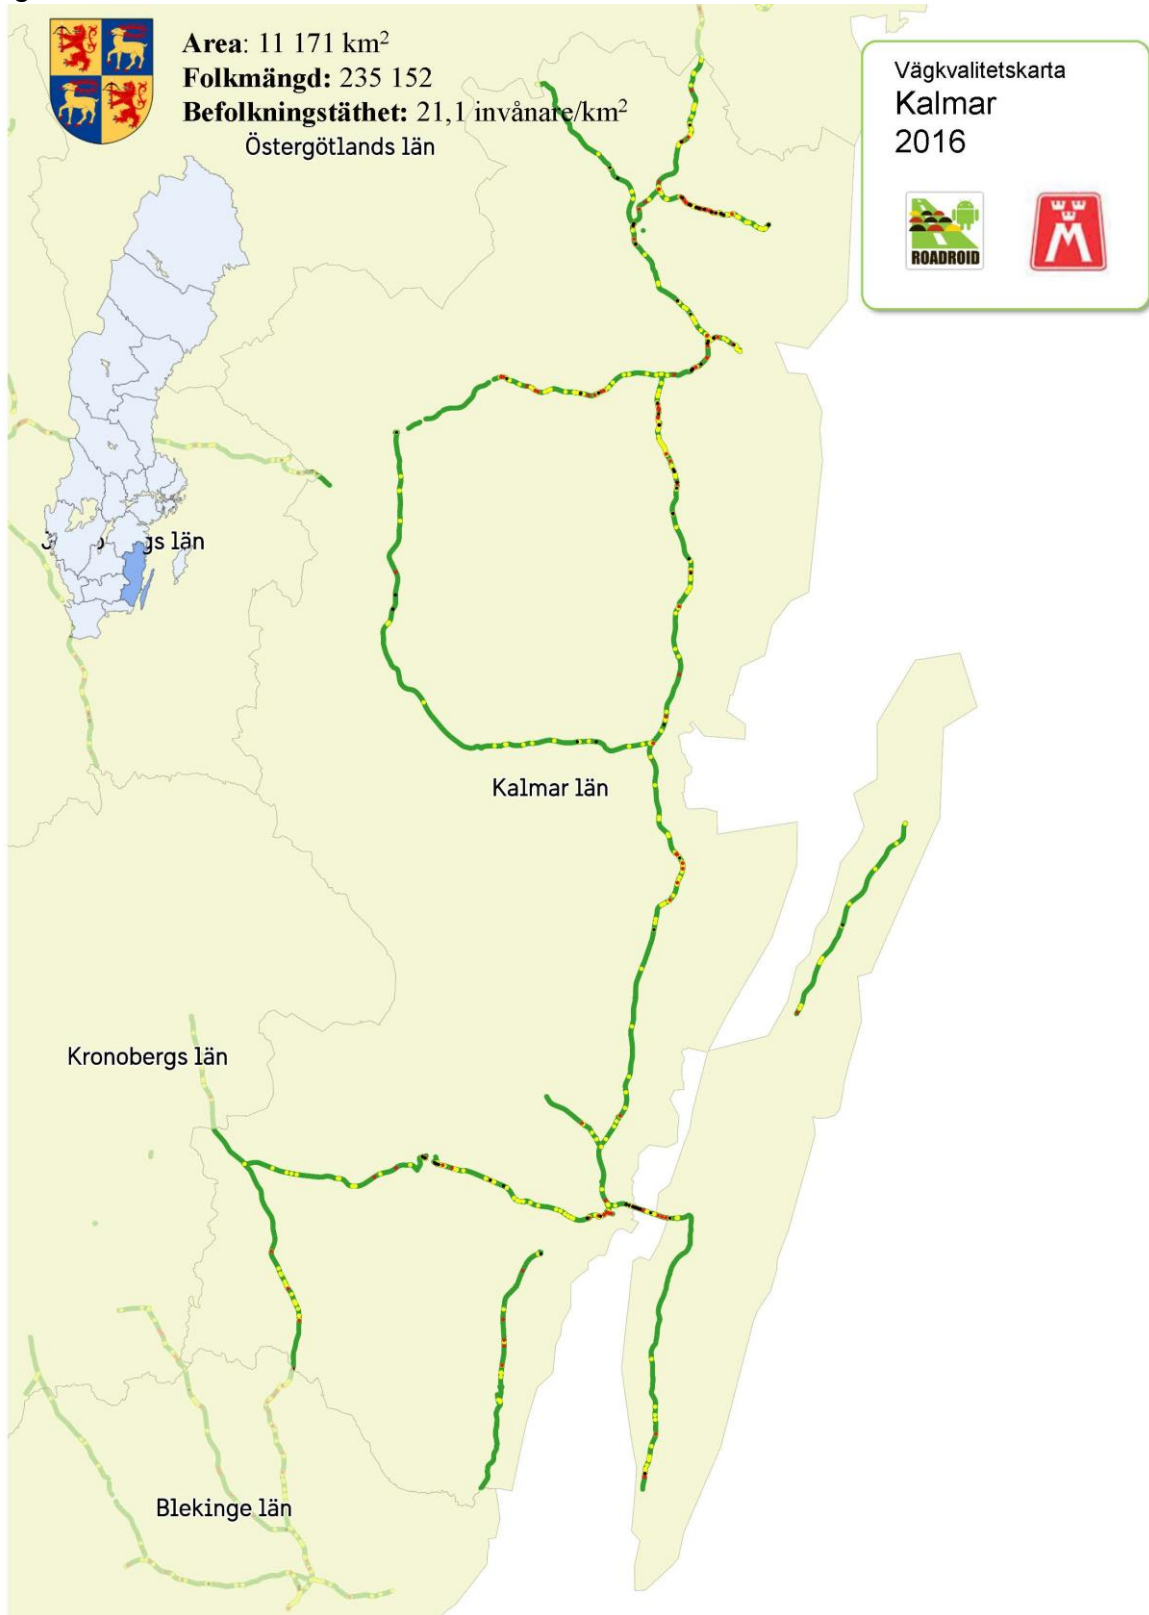 Area: 11 171 km²
Folkmängd: 235 152
Befolkningstäthet: 21,1 invånare/km²
Östergötlands län
Vägkvalitetskarta
Kalmar
2016
ROADROID
M
gs län
Kalmar län
Kronobergs län
Blekinge län